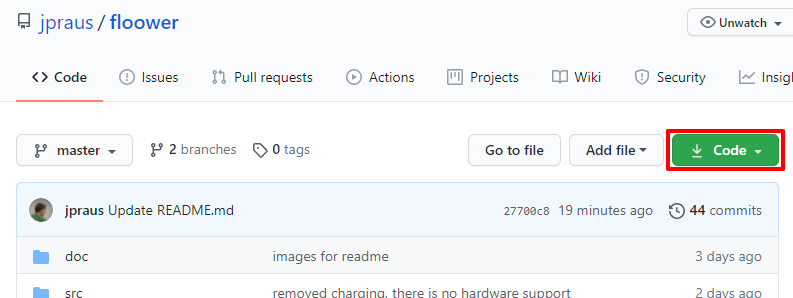 jpraus / floower
Unwatch
Code Issues Pull requests Actions Projects Wiki Security
master 2 branches 0 tags Go to file Add file Code
jpraus Update README.md 27700c8 19 minutes ago 44 commits
doc images for readme 3 days ago
src removed charging, there is no hardware support 2 days ago